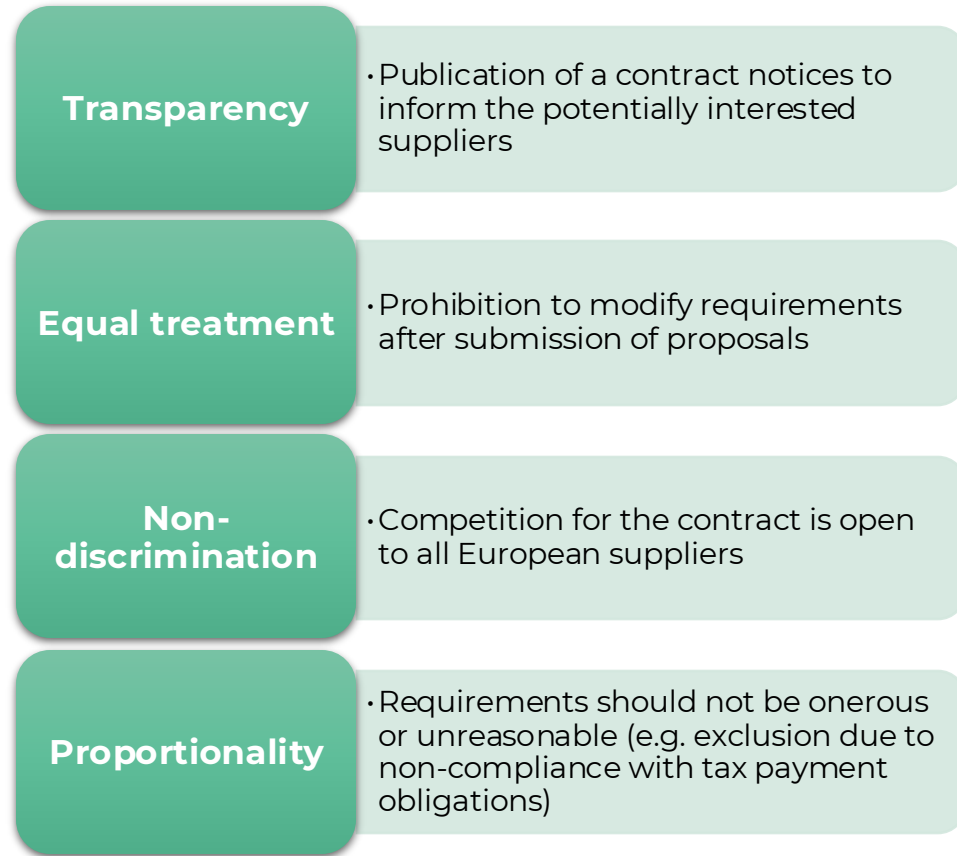 Transparency
•Publication of a contract notices to
inform the potentially interested
suppliers
Equal treatment
•Prohibition to modify requirements
after submission of proposals
Non-
discrimination
•Competition for the contract is open
to all European suppliers
Proportionality
•Requirements should not be onerous
or unreasonable (e.g. exclusion due to
non-compliance with tax payment
obligations)